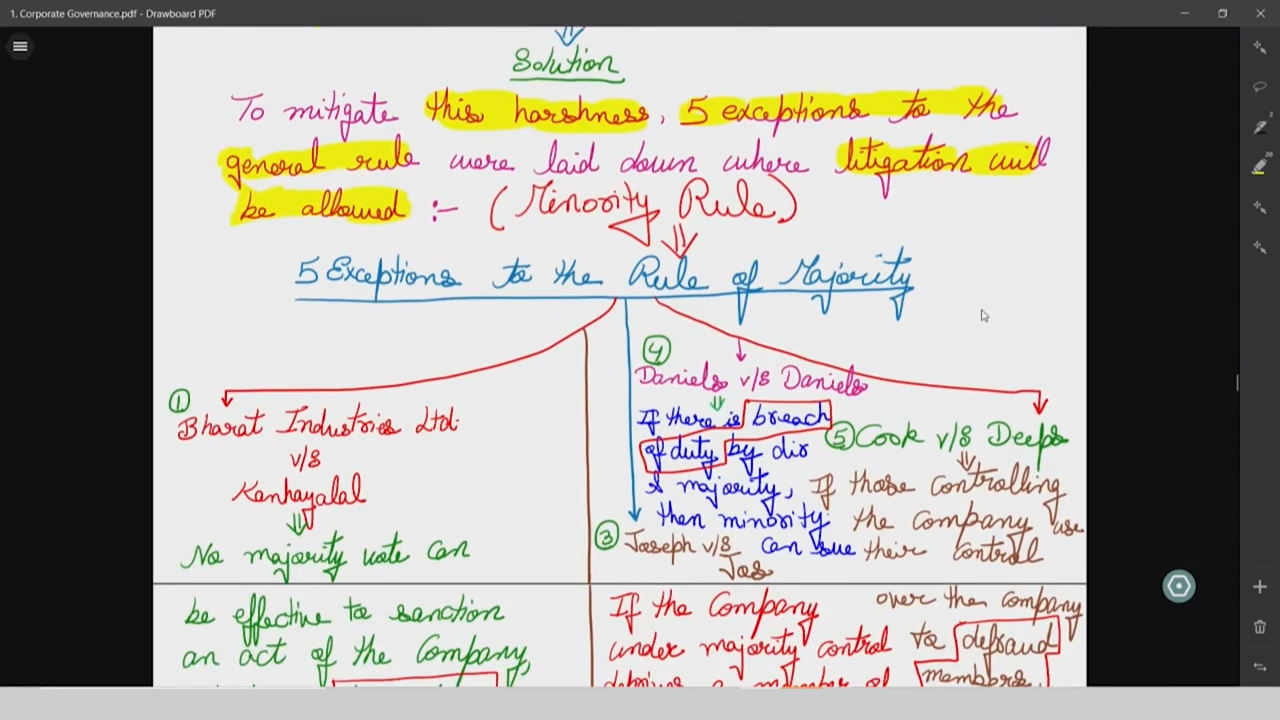 1. Corporate Governance.pdf - Drawboard PDF
Solution
To mitigate this harshness, 5 exceptions to the
general rule were laid down where litigation will
be allowed :- (Minority Rule)
5 Exceptions to the Rule of Majority
①
Bharat Industries Ltd.
v/s
Kanhayalal
No majority vote can
be effective to sanction
an act of the Company,
④
Daniels v/s Daniels
If there is breach
of duty by dir
& majority,
then minority
can sue
③ Joseph v/s
Jos
If the Company
under majority control
deprives a member of
⑤ Cook v/s Deeps
If those controlling
the company use
their control
over the company
to defraud
members,